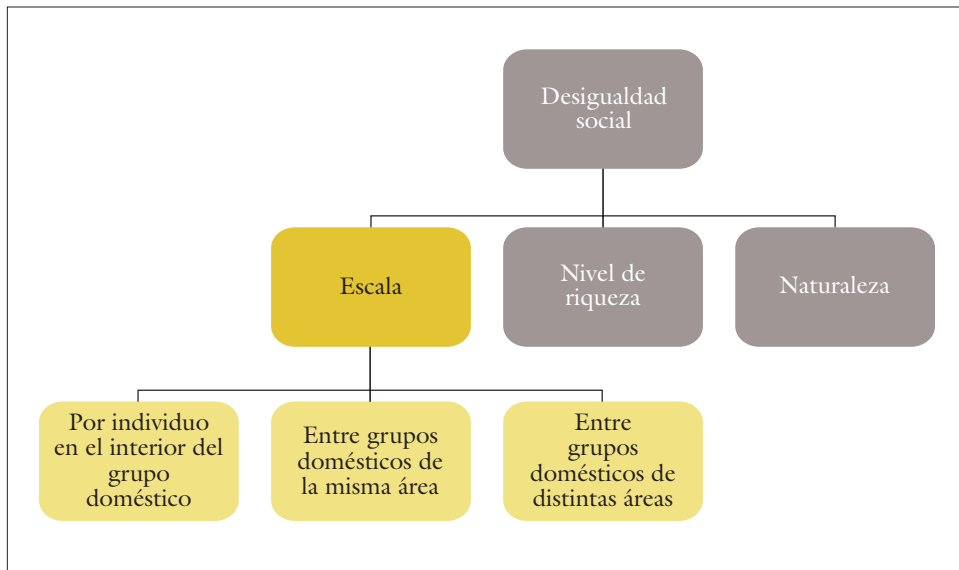 Desigualdad
social
Escala
Nivel de
riqueza
Naturaleza
Por individuo
en el interior del
grupo
doméstico
Entre grupos
domésticos de
la misma área
Entre
grupos
domésticos de
distintas áreas